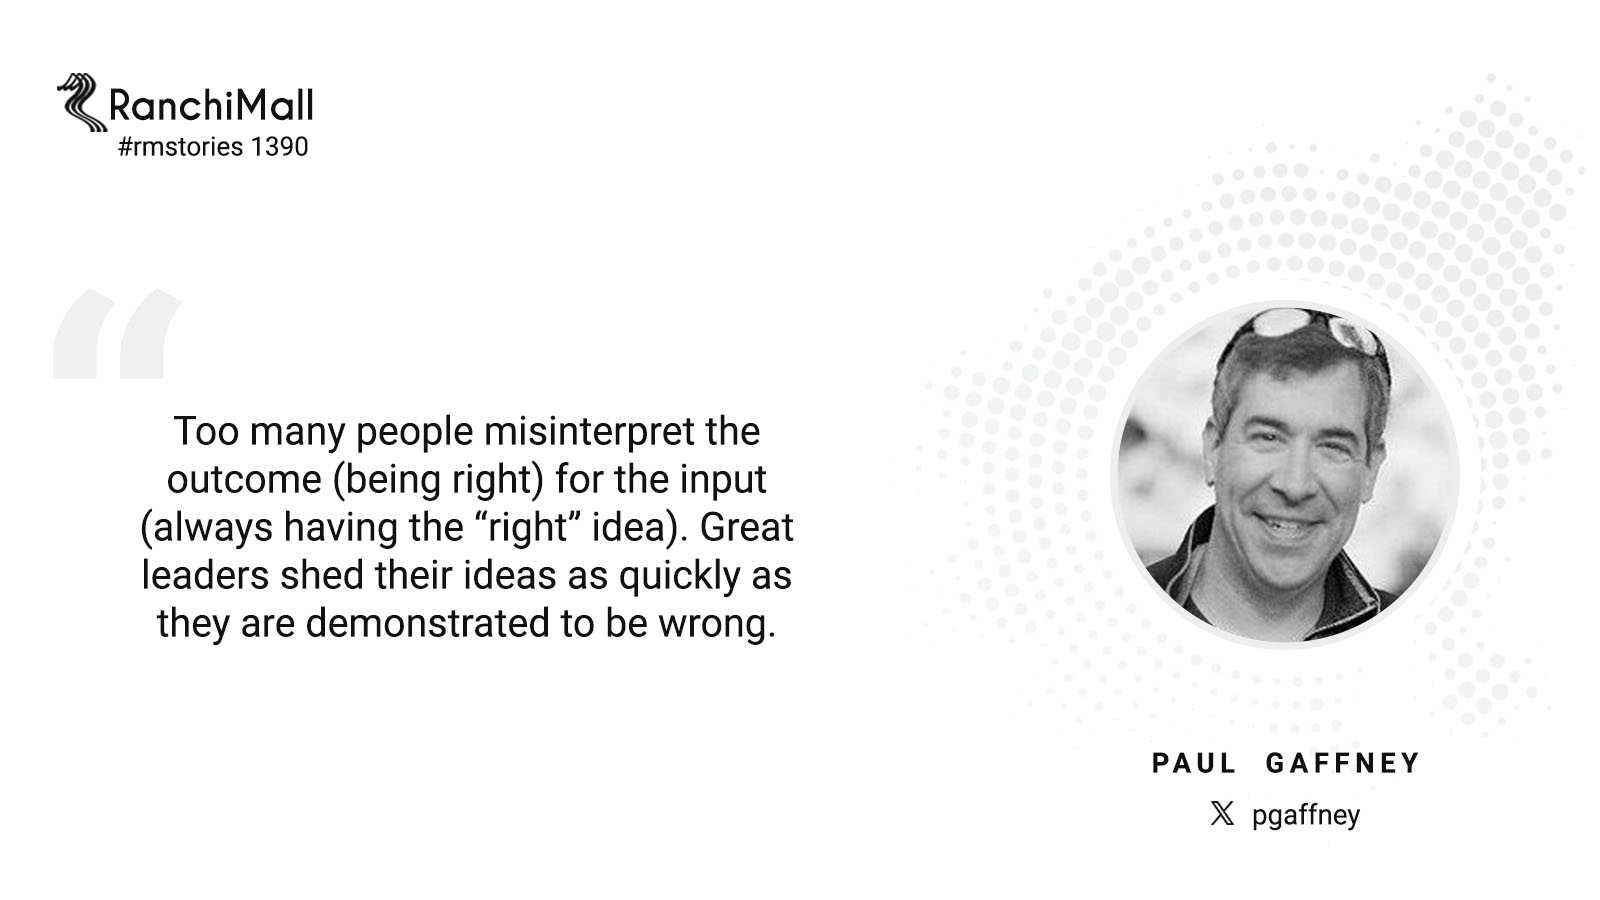 RanchiMall
#rmstories 1390
“
Too many people misinterpret the
outcome (being right) for the input
(always having the “right” idea). Great
leaders shed their ideas as quickly as
they are demonstrated to be wrong.
PAUL GAFFNEY
𝕏 pgaffney